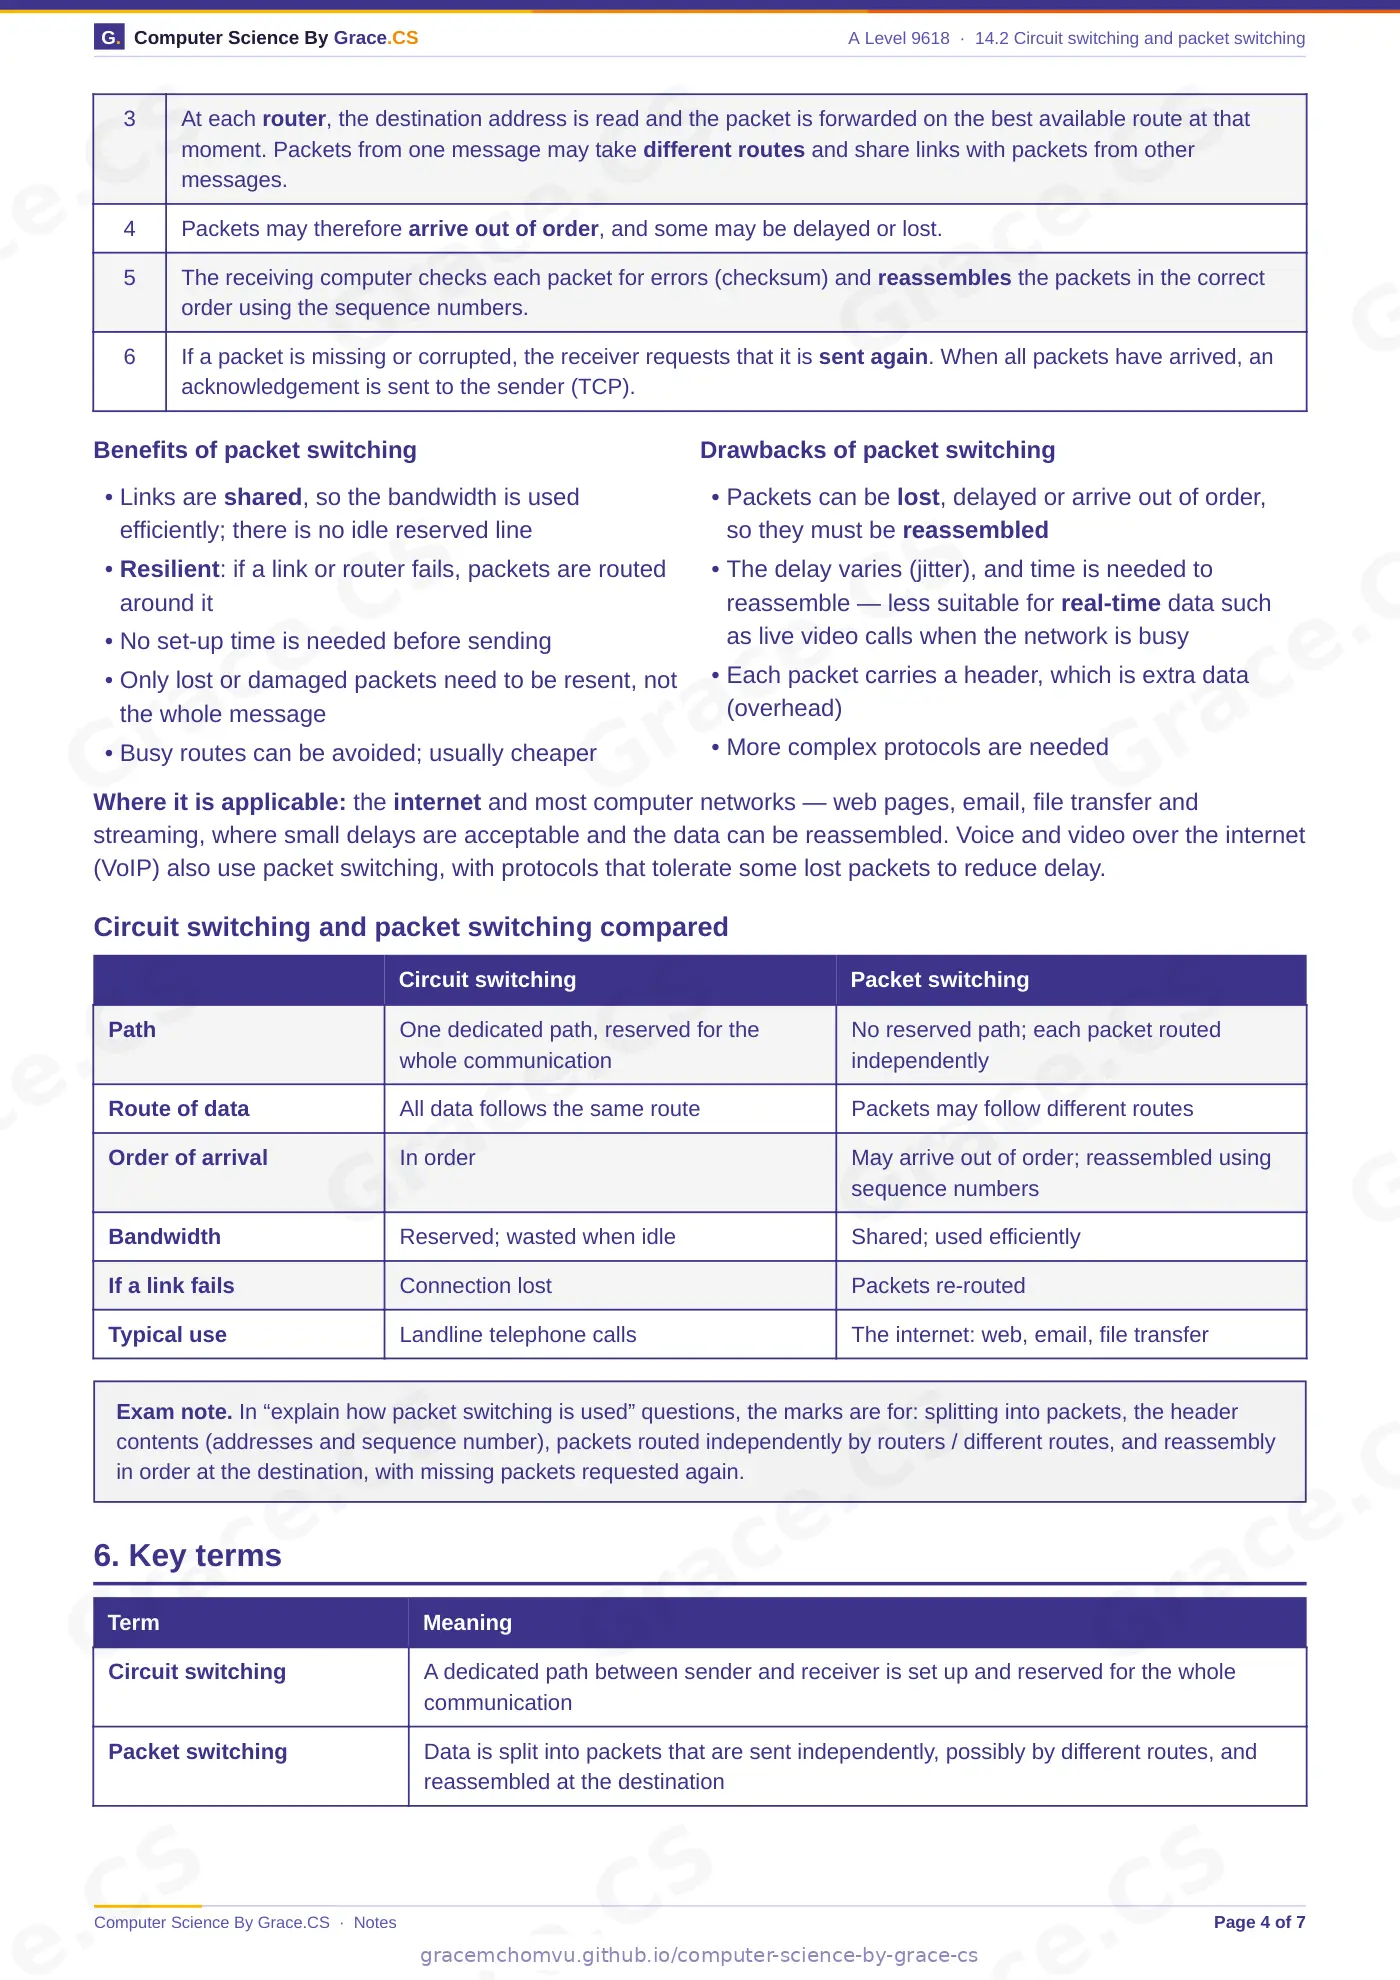 G. Computer Science By Grace.CS
A Level 9618 · 14.2 Circuit switching and packet switching
3 At each router, the destination address is read and the packet is forwarded on the best available route at that
moment. Packets from one message may take different routes and share links with packets from other
messages.
4 Packets may therefore arrive out of order, and some may be delayed or lost.
5 The receiving computer checks each packet for errors (checksum) and reassembles the packets in the correct
order using the sequence numbers.
6 If a packet is missing or corrupted, the receiver requests that it is sent again. When all packets have arrived, an
acknowledgement is sent to the sender (TCP).
Benefits of packet switching
• Links are shared, so the bandwidth is used
efficiently; there is no idle reserved line
• Resilient: if a link or router fails, packets are routed
around it
• No set-up time is needed before sending
• Only lost or damaged packets need to be resent, not
the whole message
• Busy routes can be avoided; usually cheaper
Drawbacks of packet switching
• Packets can be lost, delayed or arrive out of order,
so they must be reassembled
• The delay varies (jitter), and time is needed to
reassemble — less suitable for real-time data such
as live video calls when the network is busy
• Each packet carries a header, which is extra data
(overhead)
• More complex protocols are needed
Where it is applicable: the internet and most computer networks — web pages, email, file transfer and
streaming, where small delays are acceptable and the data can be reassembled. Voice and video over the internet
(VoIP) also use packet switching, with protocols that tolerate some lost packets to reduce delay.
Circuit switching and packet switching compared
Circuit switching Packet switching
Path One dedicated path, reserved for the
whole communication
No reserved path; each packet routed
independently
Route of data All data follows the same route Packets may follow different routes
Order of arrival In order May arrive out of order; reassembled using
sequence numbers
Bandwidth Reserved; wasted when idle Shared; used efficiently
If a link fails Connection lost Packets re-routed
Typical use Landline telephone calls The internet: web, email, file transfer
Exam note. In “explain how packet switching is used” questions, the marks are for: splitting into packets, the header
contents (addresses and sequence number), packets routed independently by routers / different routes, and reassembly
in order at the destination, with missing packets requested again.
6. Key terms
Term Meaning
Circuit switching A dedicated path between sender and receiver is set up and reserved for the whole
communication
Packet switching Data is split into packets that are sent independently, possibly by different routes, and
reassembled at the destination
Computer Science By Grace.CS · Notes
Page 4 of 7
gracemchomvu.github.io/computer-science-by-grace-cs